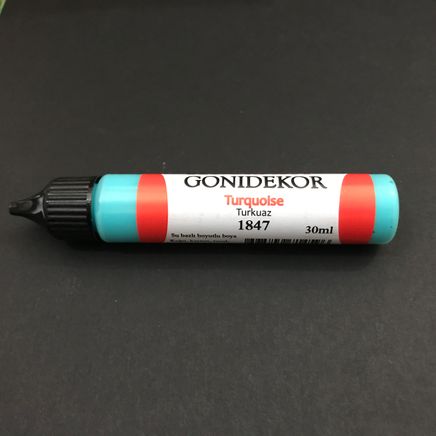 GONIDEKOR
Turquoise
Turkuaz
1847
30ml
Su bazlı boyutlu boya